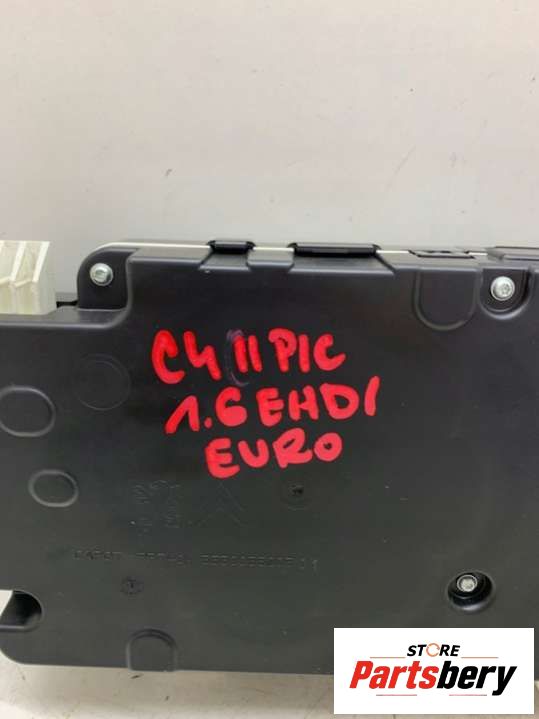 C4 II PIC
1.6 EHDI
EURO
STORE
Partsbery